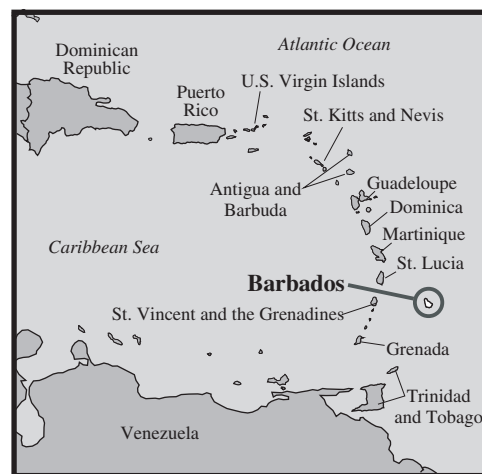 Atlantic Ocean
Dominican
Republic
U.S. Virgin Islands
Puerto
Rico
St. Kitts and Nevis
Antigua and
Barbuda
Guadeloupe
Dominica
Martinique
Caribbean Sea
St. Lucia
Barbados
St. Vincent and the Grenadines
Grenada
Trinidad
and Tobago
Venezuela